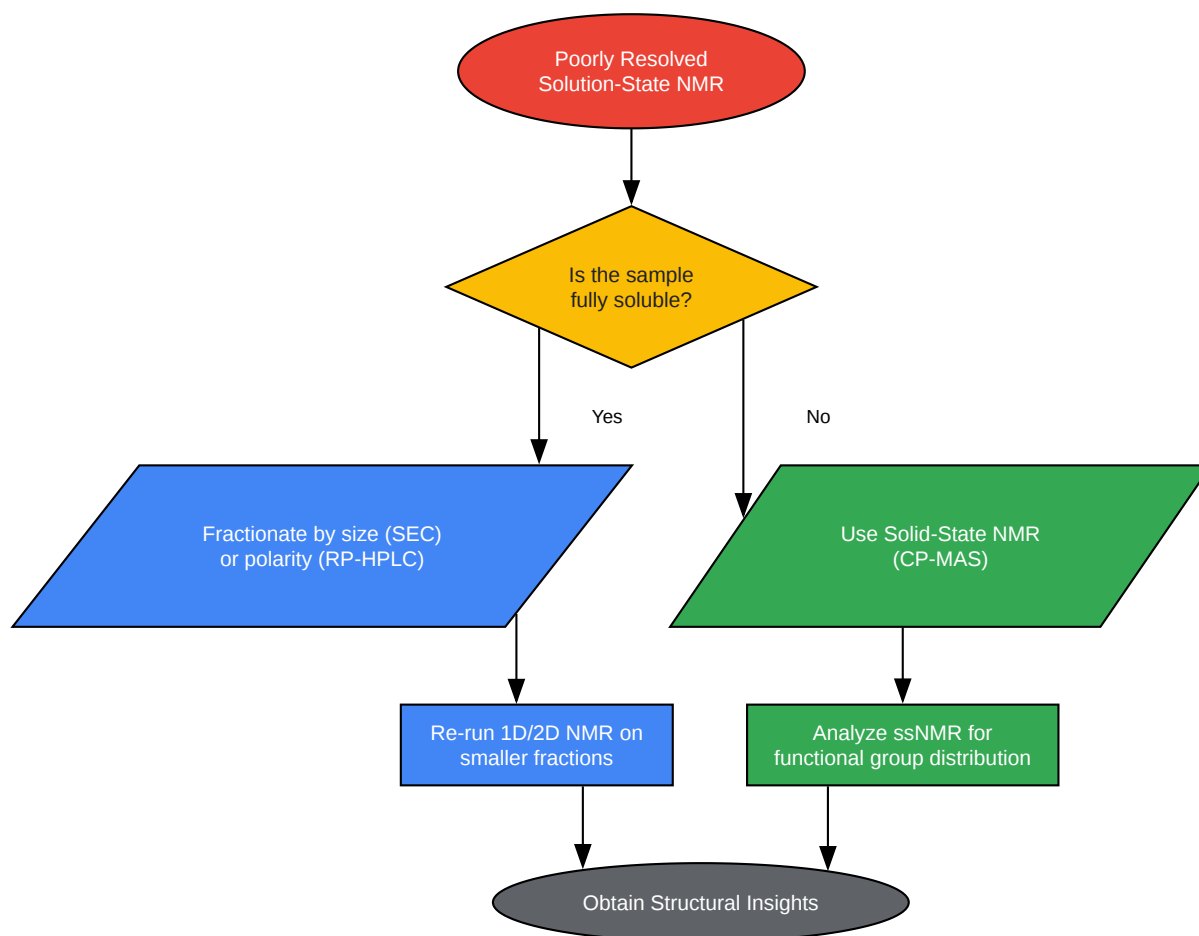 Poorly Resolved
Solution-State NMR
Is the sample
fully soluble?
Yes
No
Fractionate by size (SEC)
or polarity (RP-HPLC)
Use Solid-State NMR
(CP-MAS)
Re-run 1D/2D NMR on
smaller fractions
Analyze ssNMR for
functional group distribution
Obtain Structural Insights